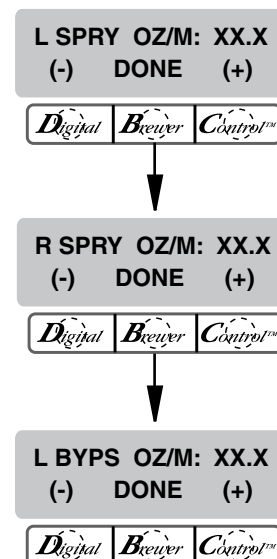 L SPRY OZ/M: XX.X
(-) DONE (+)
Digital Brewer Control™
R SPRY OZ/M: XX.X
(-) DONE (+)
Digital Brewer Control™
L BYPS OZ/M: XX.X
(-) DONE (+)
Digital Brewer Control™